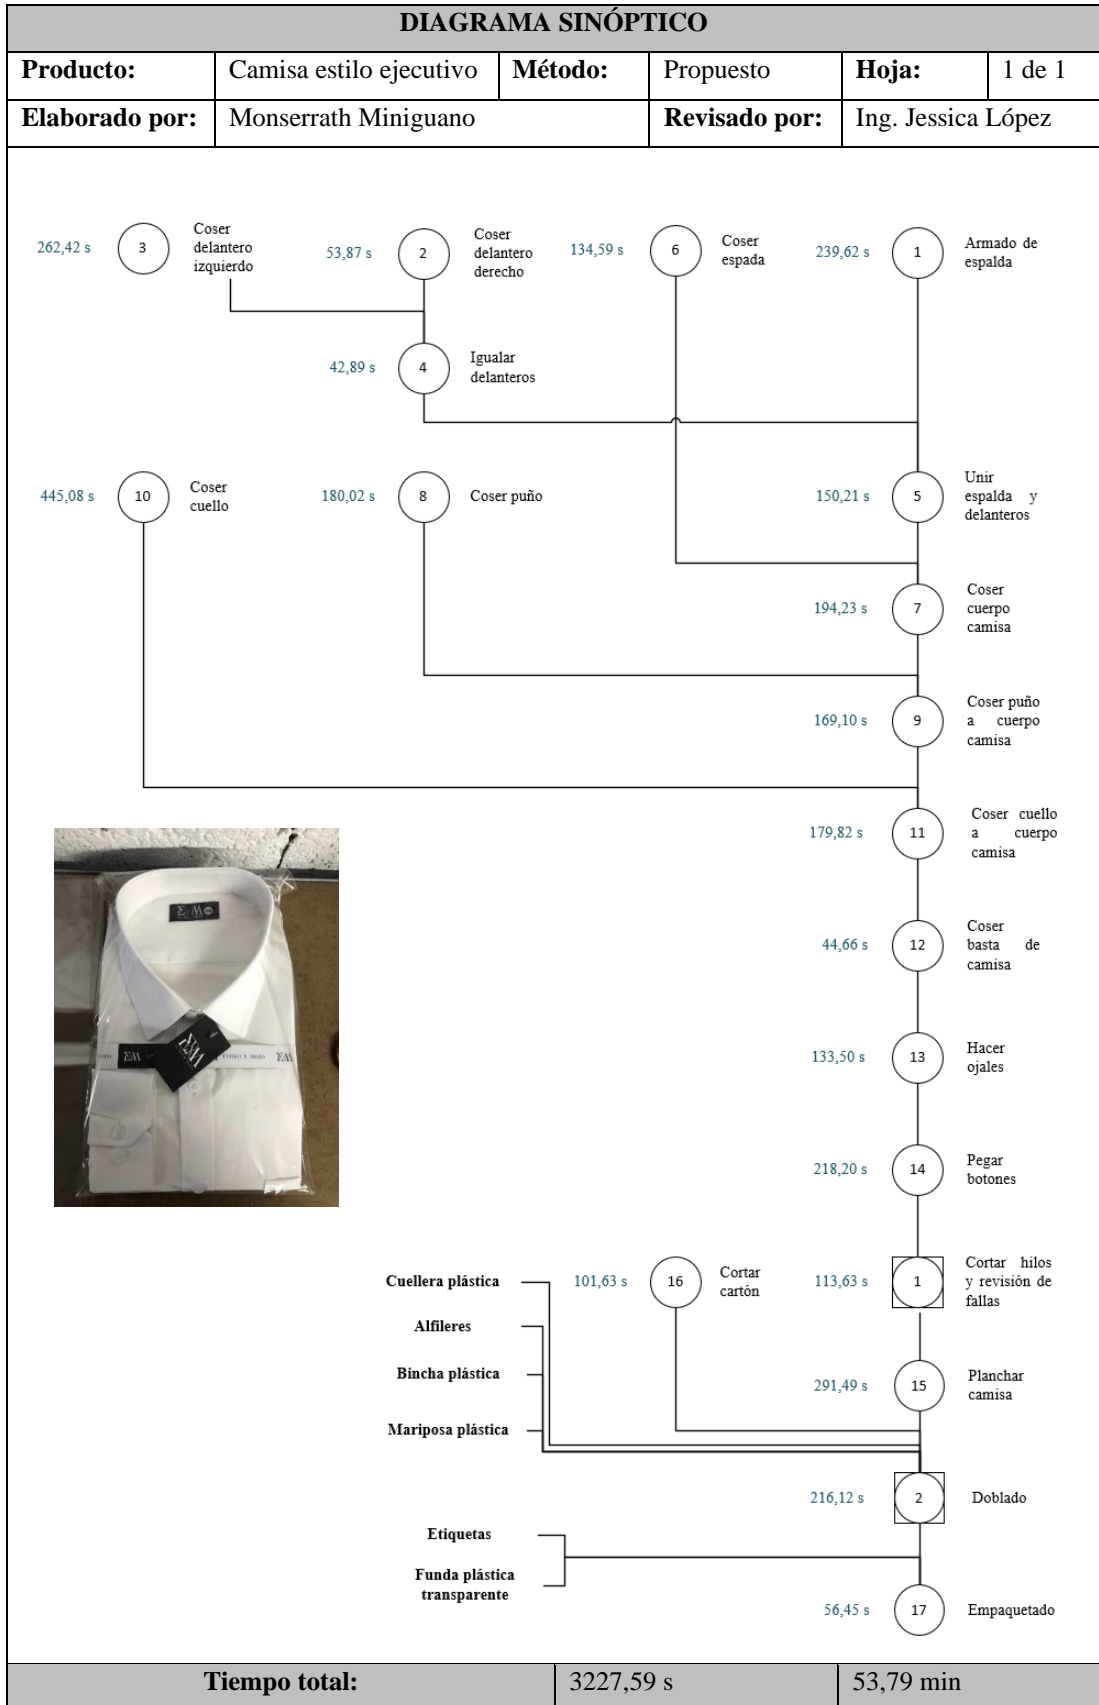 DIAGRAMA SINÓPTICO
Producto: Camisa estilo ejecutivo Método: Propuesto Hoja: 1 de 1
Elaborado por: Monserrath Miniguano Revisado por: Ing. Jessica López
262,42 s 3 Coser
delantero
izquierdo
53,87 s 2 Coser
delantero
derecho
134,59 s 6 Coser
espada
239,62 s 1 Armado de
espalda
42,89 s 4 Igualar
delanteros
445,08 s 10 Coser
cuello
180,02 s 8 Coser puño
150,21 s 5 Unir
espalda y
delanteros
194,23 s 7 Coser
cuerpo
camisa
169,10 s 9 Coser puño
a cuerpo
camisa
179,82 s 11 Coser cuello
a cuerpo
camisa
44,66 s 12 Coser
basta de
camisa
133,50 s 13 Hacer
ojales
218,20 s 14 Pegar
botones
Cuellera plástica
Alfileres
Bincha plástica
Mariposa plástica
101,63 s 16 Cortar
cartón
113,63 s 1 Cortar hilos
y revisión de
fallas
291,49 s 15 Planchar
camisa
216,12 s 2 Doblado
Etiquetas
Funda plástica
transparente
56,45 s 17 Empaquetado
Tiempo total: 3227,59 s 53,79 min